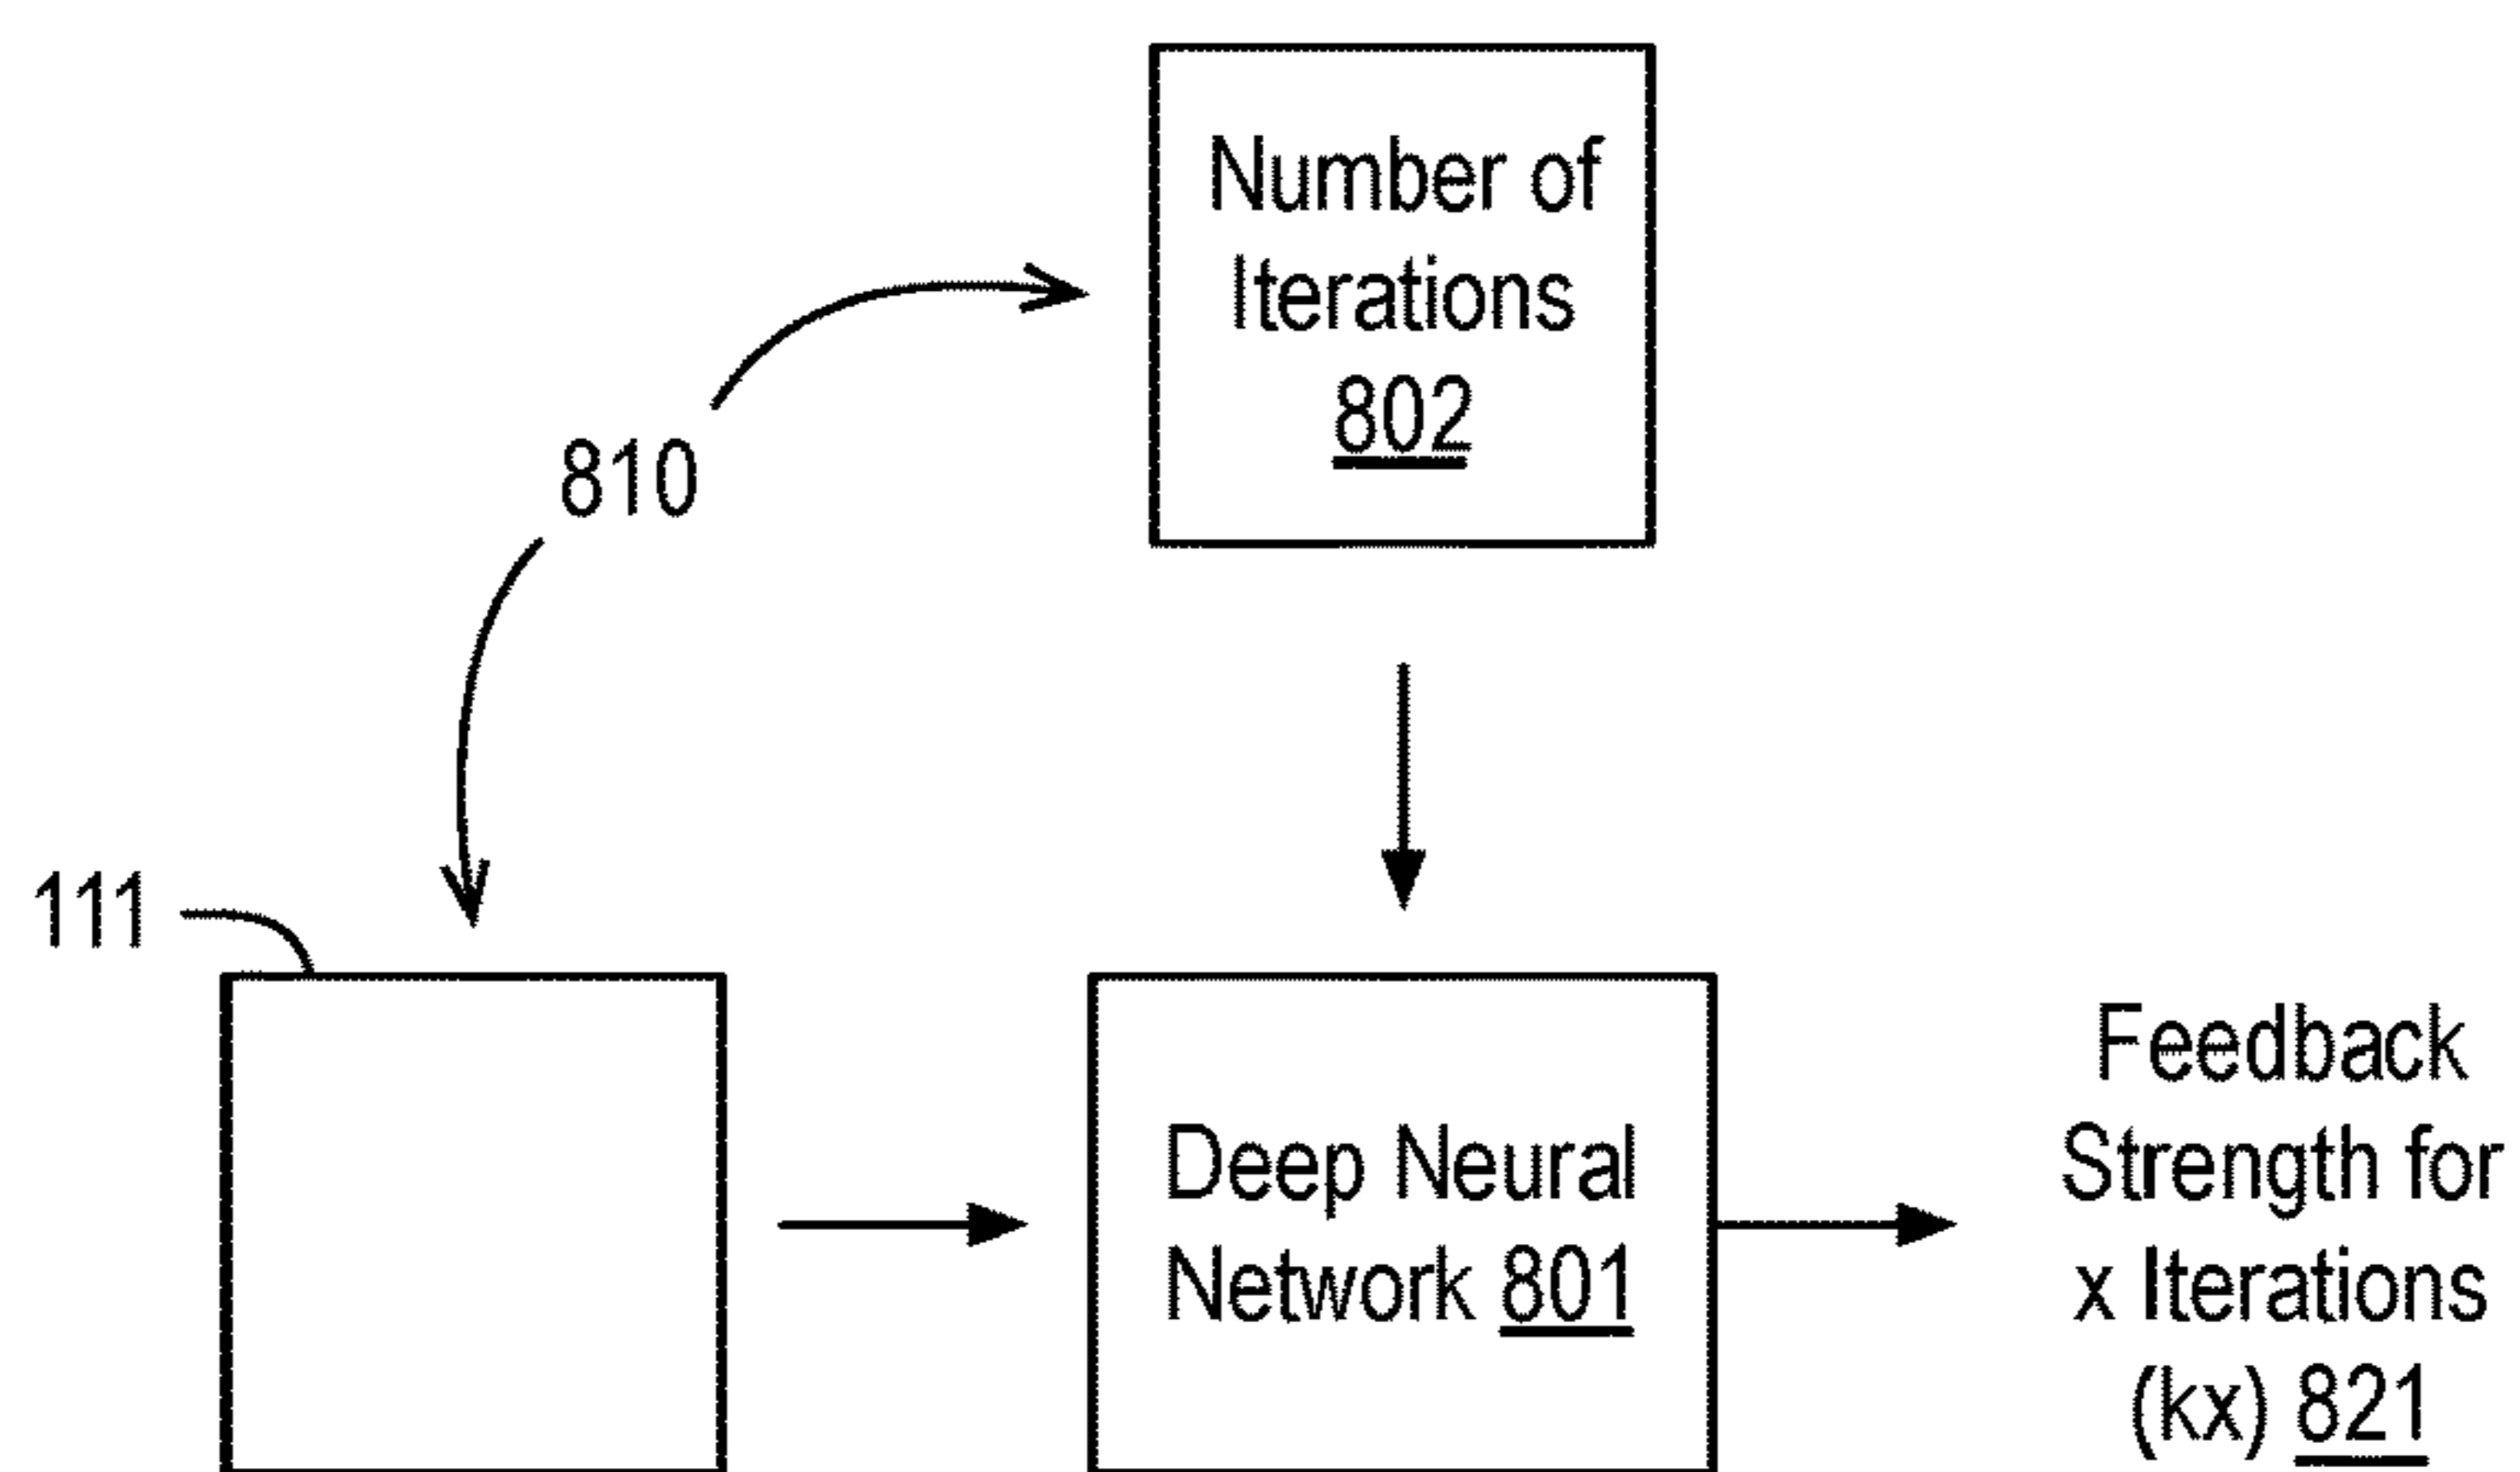 Number of
Iterations
802
810
111
Deep Neural
Network 801
Feedback
Strength for
x Iterations
(kx) 821